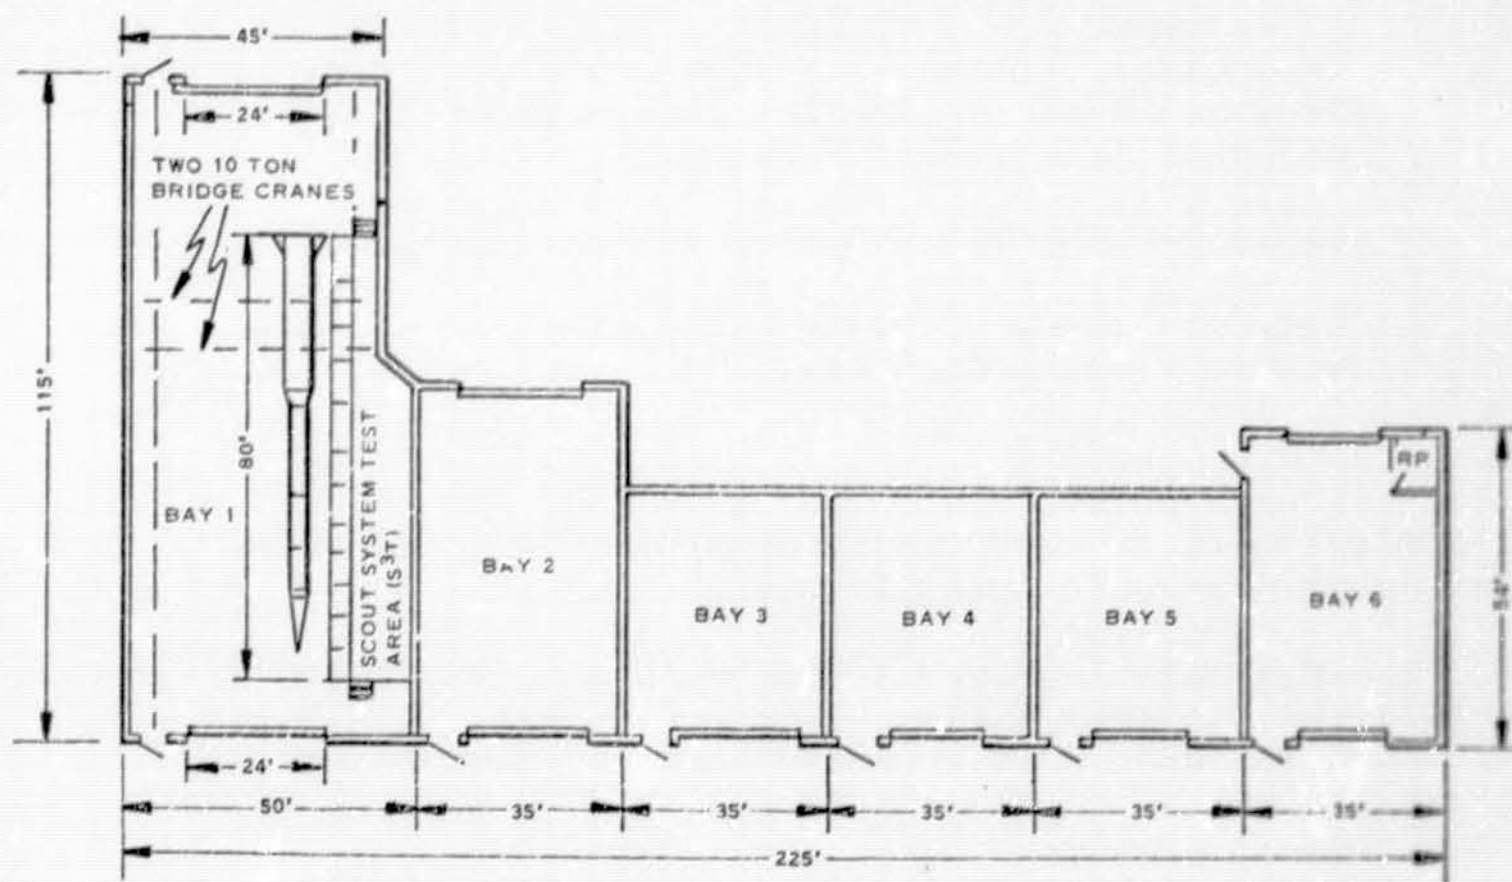 45'
24'
TWO 10 TON
BRIDGE CRANES
115'
80'
BAY 1
SCOUT SYSTEM TEST
AREA (S³T)
BAY 2
BAY 3
BAY 4
BAY 5
BAY 6
RP
54'
24'
50'
35'
35'
35'
35'
35'
225'